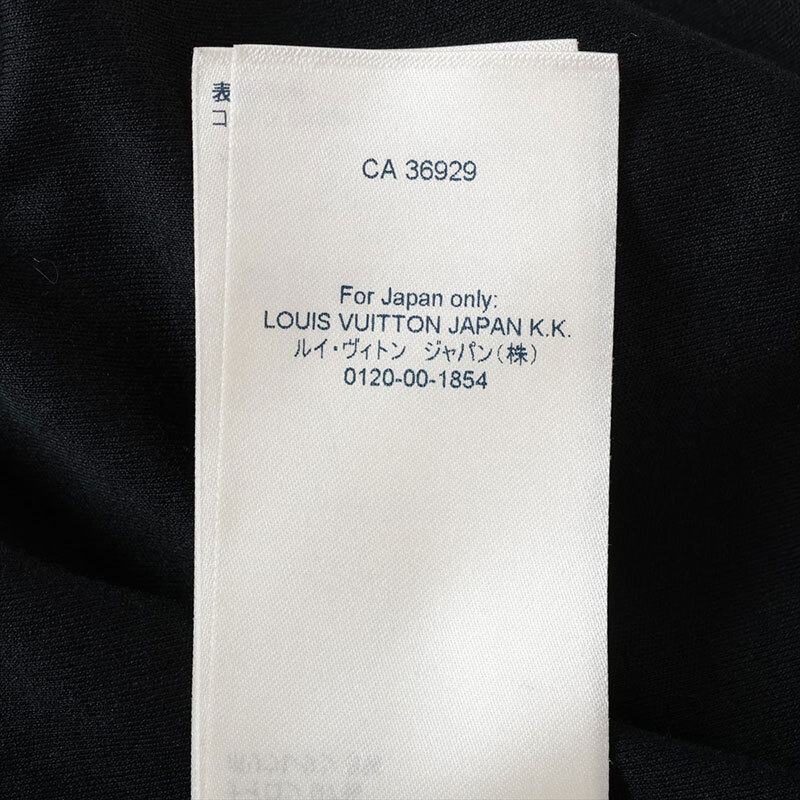 表
コ
CA 36929
For Japan only:
LOUIS VUITTON JAPAN K.K.
ルイ・ヴィトン ジャパン(株)
0120-00-1854